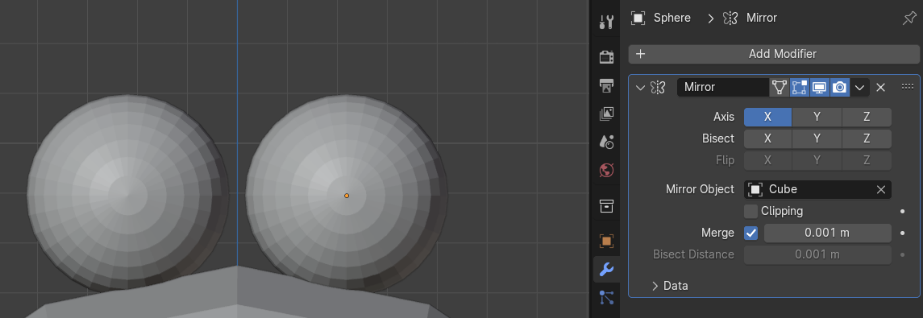 Sphere > Mirror
+ Add Modifier
Mirror
Axis X Y Z
Bisect X Y Z
Flip X Y Z
Mirror Object Cube
Clipping
Merge 0.001 m
Bisect Distance 0.001 m
Data